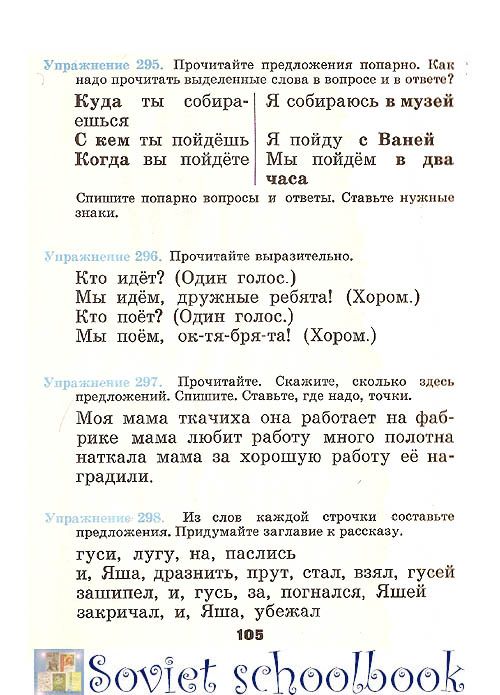 Упражнение 295. Прочитайте предложения попарно. Как
надо прочитать выделенные слова в вопросе и в ответе?
Куда ты собира- Я собираюсь в музей
ешься
С кем ты пойдёшь Я пойду с Ваней
Когда вы пойдёте Мы пойдём в два
часа
Спишите попарно вопросы и ответы. Ставьте нужные
знаки.
Упражнение 296. Прочитайте выразительно.
Кто идёт? (Один голос.)
Мы идём, дружные ребята! (Хором.)
Кто поёт? (Один голос.)
Мы поём, ок-тя-бря-та! (Хором.)
Упражнение 297. Прочитайте. Скажите, сколько здесь
предложений. Спишите. Ставьте, где надо, точки.
Моя мама ткачиха она работает на фаб-
рике мама любит работу много полотна
наткала мама за хорошую работу её на-
градили.
Упражнение 298. Из слов каждой строчки составьте
предложения. Придумайте заглавие к рассказу.
гуси, лугу, на, паслись
и, Яша, дразнить, прут, стал, взял, гусей
зашипел, и, гусь, за, погнался, Яшей
закричал, и, Яша, убежал
105
Soviet schoolbook